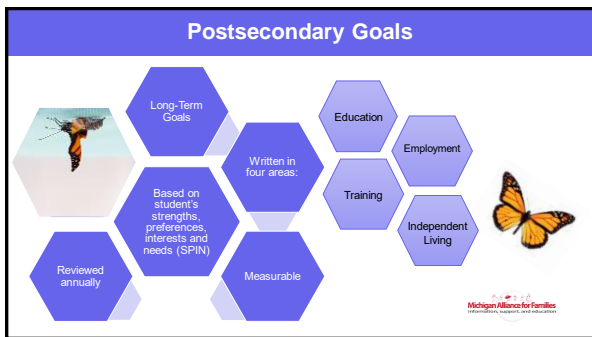 Postsecondary Goals
Long-Term
Goals
Written in
four areas:
Based on
student's
strengths,
preferences,
interests and
needs (SPIN)
Reviewed
annually
Measurable
Education
Employment
Training
Independent
Living
Michigan Alliance for Families
information, support, and education